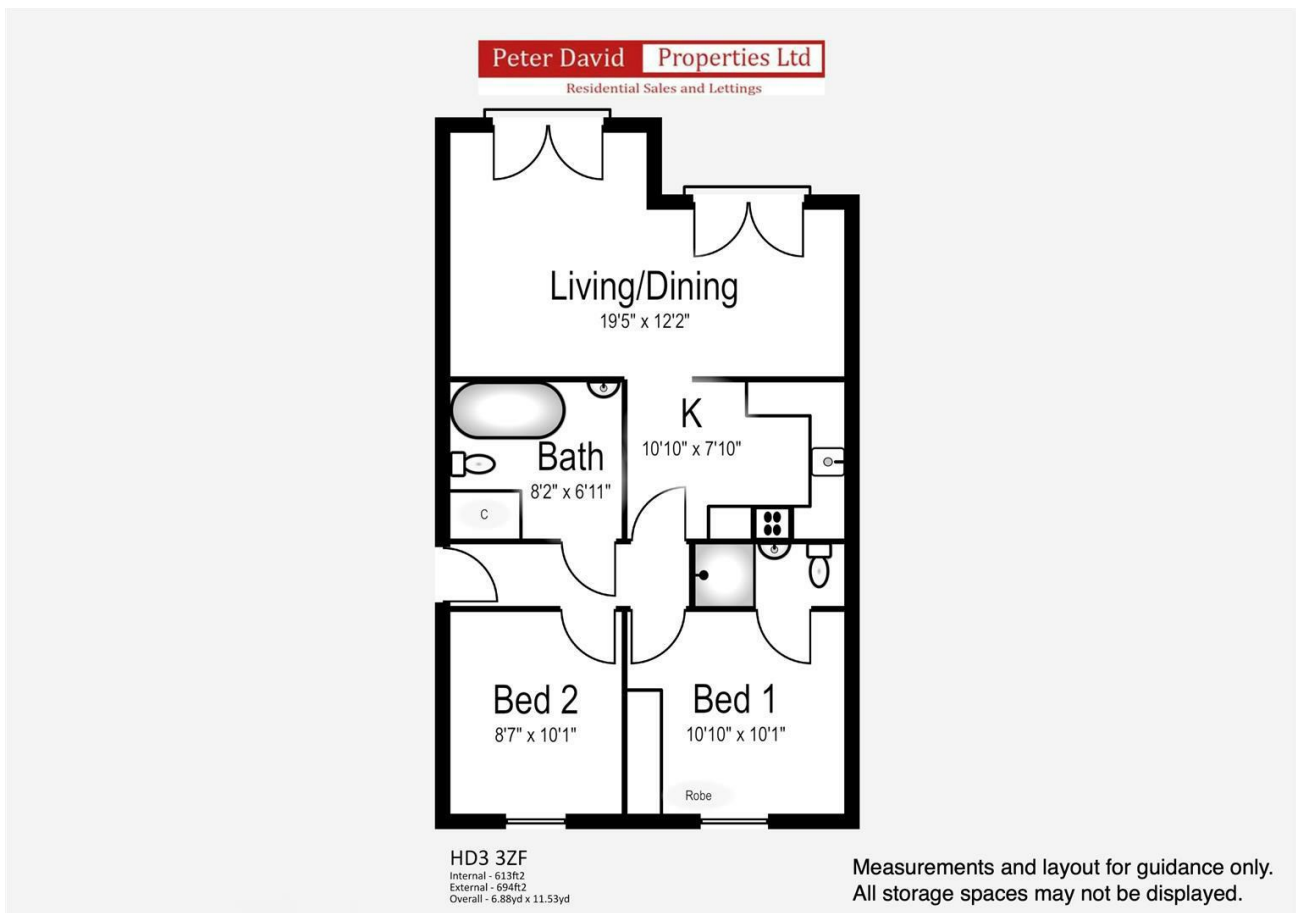 Peter David Properties Ltd
Residential Sales and Lettings
Living/Dining
19'5" x 12'2"
K
10'10" x 7'10"
Bath
8'2" x 6'11"
C
Bed 2
8'7" x 10'1"
Bed 1
10'10" x 10'1"
Robe
HD3 3ZF
Internal - 613ft2
External - 694ft2
Overall - 6.88yd x 11.53yd
Measurements and layout for guidance only.
All storage spaces may not be displayed.